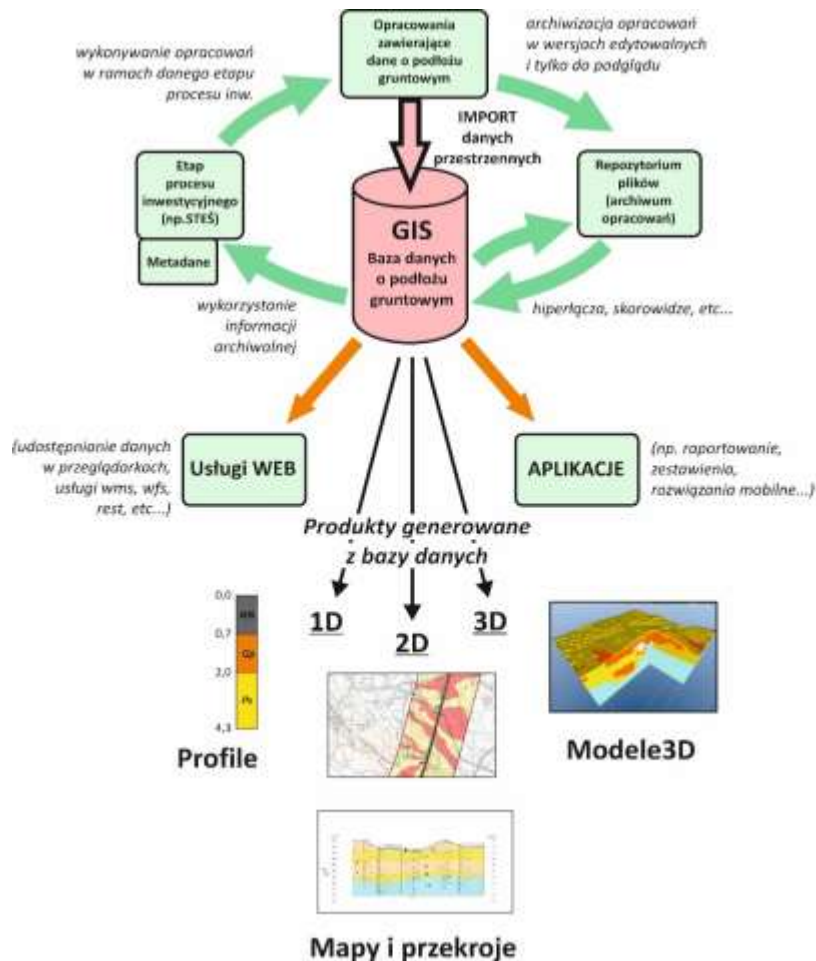 Opracowania
zawierające
dane o podłożu
gruntowym
wykonywanie opracowań
w ramach danego etapu
procesu inw.
archiwizacja opracowań
w wersjach edytowalnych
i tylko do podglądu
IMPORT
danych
przestrzennych
Etap
procesu
inwestycyjnego
(np.STEŚ)
Metadane
Repozytorium
plików
(archiwum
opracowań)
GIS
Baza danych
o podłożu
gruntowym
wykorzystanie
informacji
archiwalnej
hiperłącza, skorowidze, etc...
(udostępnianie danych
w przeglądarkach,
usługi wms, wfs,
rest, etc...)
Usługi WEB
APLIKACJE
(np. raportowanie,
zestawienia,
rozwiązania mobilne...)
Produkty generowane
z bazy danych
1D
2D
3D
0,0
0,7
Gp
2,0
Ps
4,3
Profile
Modele3D
Mapy i przekroje